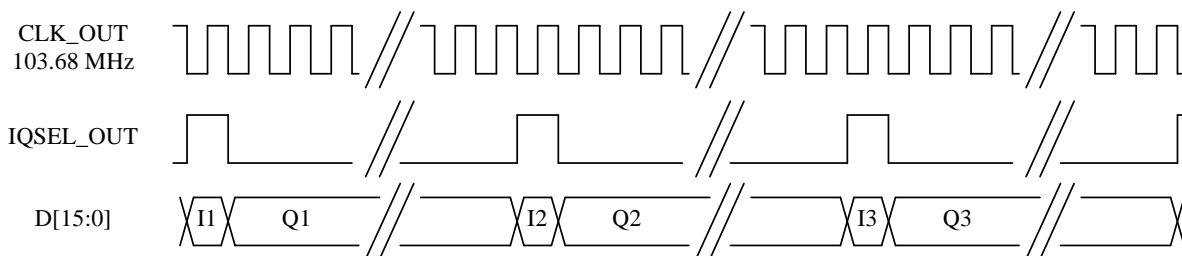 CLK_OUT
103.68 MHz
IQSEL_OUT
D[15:0]
I1
Q1
I2
Q2
I3
Q3